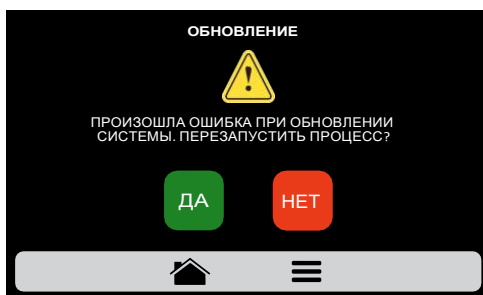 ОБНОВЛЕНИЕ
ПРОИЗОШЛА ОШИБКА ПРИ ОБНОВЛЕНИИ
СИСТЕМЫ. ПЕРЕЗАПУСТИТЬ ПРОЦЕСС?
ДА НЕТ